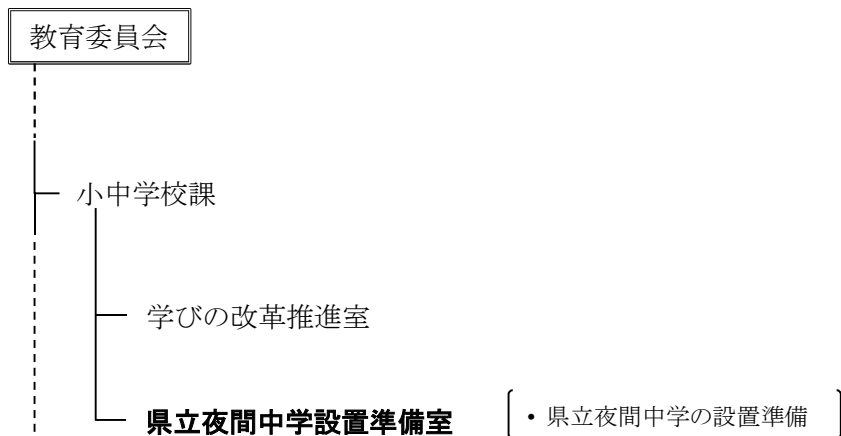 教育委員会
小中学校課
学びの改革推進室
県立夜間中学設置準備室
・県立夜間中学の設置準備